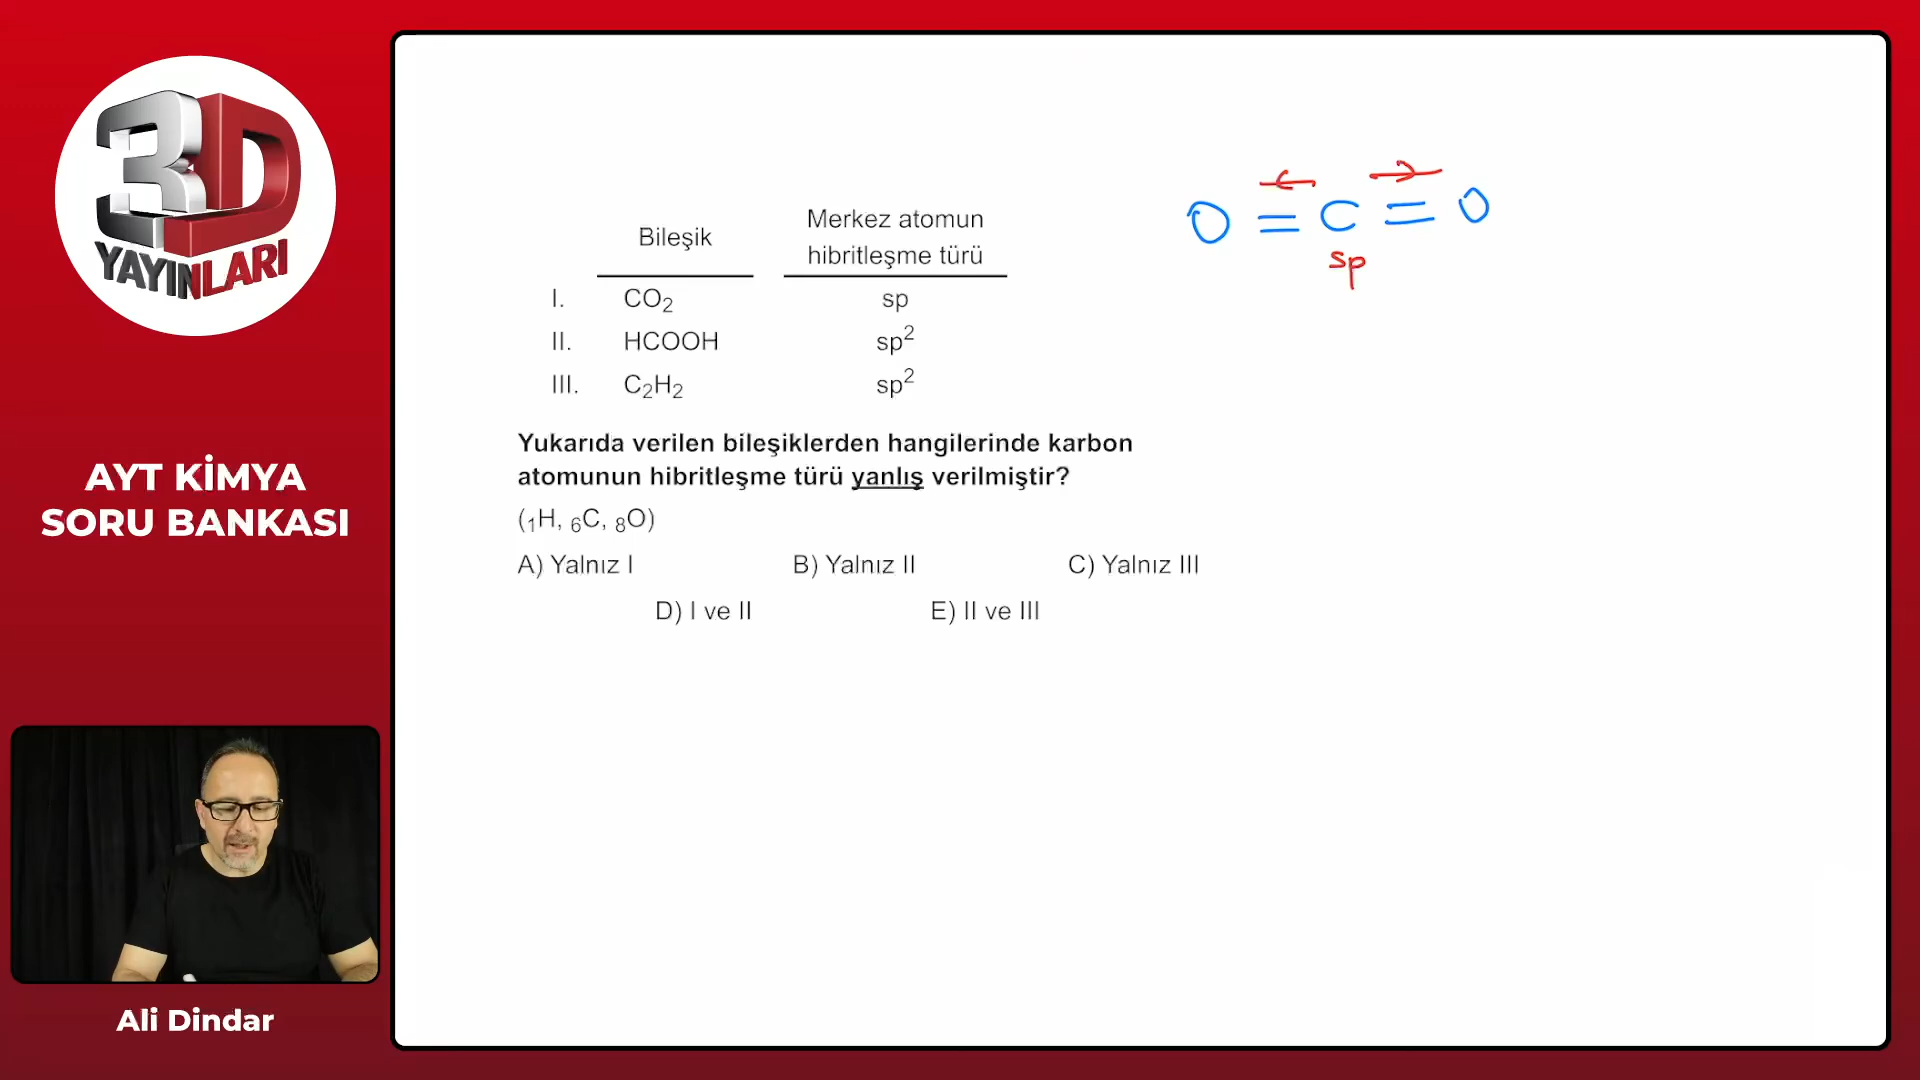 3D
YAYINLARI
AYT KİMYA
SORU BANKASI
Ali Dindar
Bileşik
Merkez atomun
hibritleşme türü
I. CO₂ sp
II. HCOOH sp²
III. C₂H₂ sp²
Yukarıda verilen bileşiklerden hangilerinde karbon
atomunun hibritleşme türü yanlış verilmiştir?
(₁H, ₆C, ₈O)
A) Yalnız I B) Yalnız II C) Yalnız III
D) I ve II E) II ve III
← →
O = C = O
sp